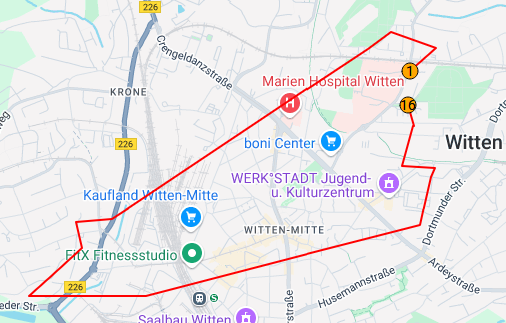 226
Crengeldanzstraße
KRONE
Marien Hospital Witten
H
1
16
226
boni Center
Witten
WERK°STADT Jugend-
u. Kulturzentrum
Kaufland Witten-Mitte
Dortmunder Str.
WITTEN-MITTE
FitX Fitnessstudio
Ardeystraße
226
Husemannstraße
S
Saalbau Witten